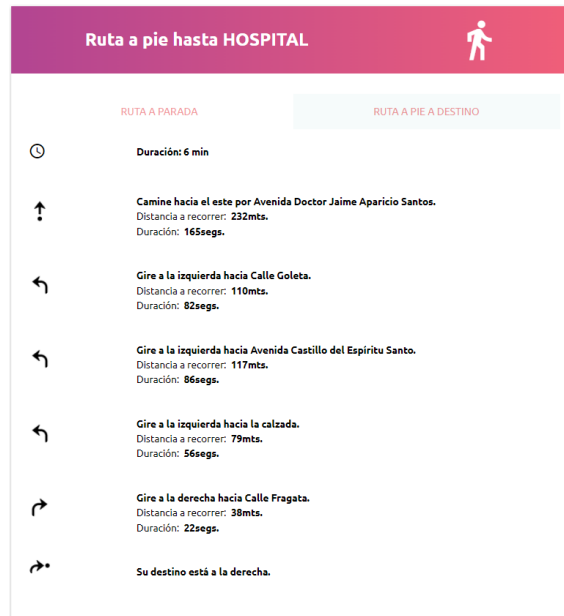 Ruta a pie hasta HOSPITAL
RUTA A PARADA
RUTA A PIE A DESTINO
Duración: 6 min
Camine hacia el este por Avenida Doctor Jaime Aparicio Santos.
Distancia a recorrer: 232mts.
Duración: 165segs.
Gire a la izquierda hacia Calle Goleta.
Distancia a recorrer: 110mts.
Duración: 82segs.
Gire a la izquierda hacia Avenida Castillo del Espíritu Santo.
Distancia a recorrer: 117mts.
Duración: 86segs.
Gire a la izquierda hacia la calzada.
Distancia a recorrer: 79mts.
Duración: 56segs.
Gire a la derecha hacia Calle Fragata.
Distancia a recorrer: 38mts.
Duración: 22segs.
Su destino está a la derecha.